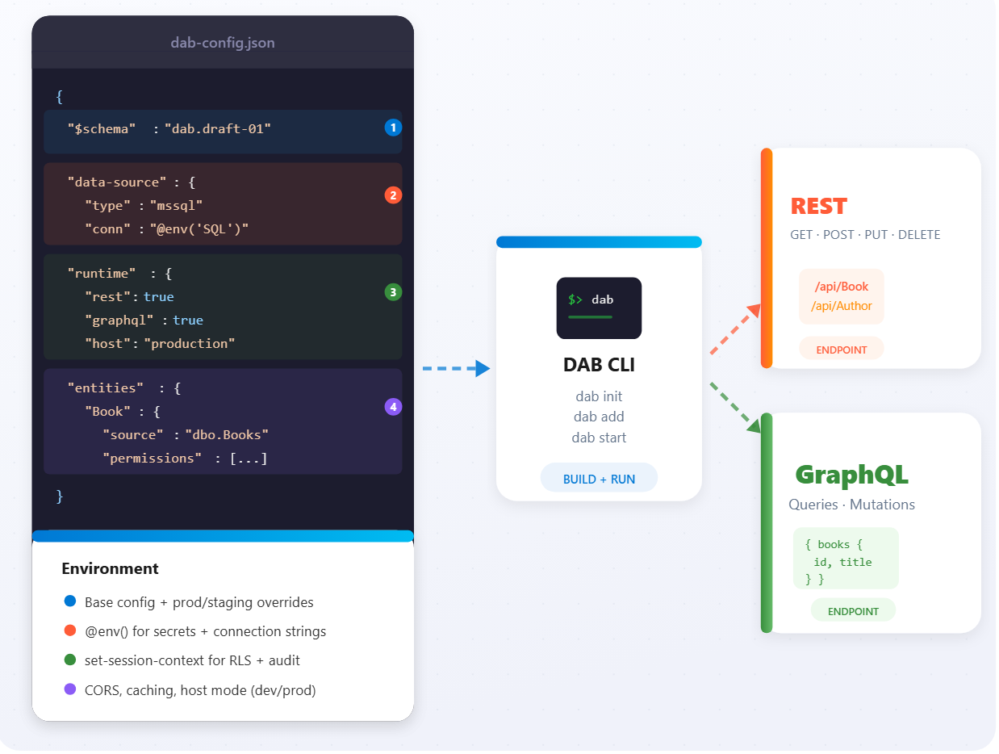 dab-config.json
{
"$schema" : "dab.draft-01"
1
"data-source" : {
2
"type" : "mssql"
"conn" : "@env('SQL')"
"runtime" : {
3
"rest" : true
"graphql" : true
"host" : "production"
"entities" : {
4
"Book" : {
"source" : "dbo.Books"
"permissions" : [...]
}
Environment
Base config + prod/staging overrides
@env() for secrets + connection strings
set-session-context for RLS + audit
CORS, caching, host mode (dev/prod)
$> dab
DAB CLI
dab init
dab add
dab start
BUILD + RUN
REST
GET · POST · PUT · DELETE
/api/Book
/api/Author
ENDPOINT
GraphQL
Queries · Mutations
{ books {
id, title
} }
ENDPOINT